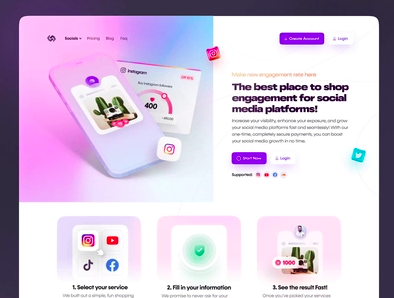 Socials Pricing Blog Faq
Create Account Login
Instagram
400
Make new engagement rate here
The best place to shop
engagement for social
media platforms!
Increase your visibility, enhance your exposure, and grow
your social media platforms fast and seamlessly! With our
one-time, completely secure payments, you can boost
your social media growth in no time.
Start Now Login
Supported:
1000
1. Select your service
We built our a simple, fun shopping
2. Fill in your information
We promise to never ask for your
3. See the result Fast!
Once you've picked your services